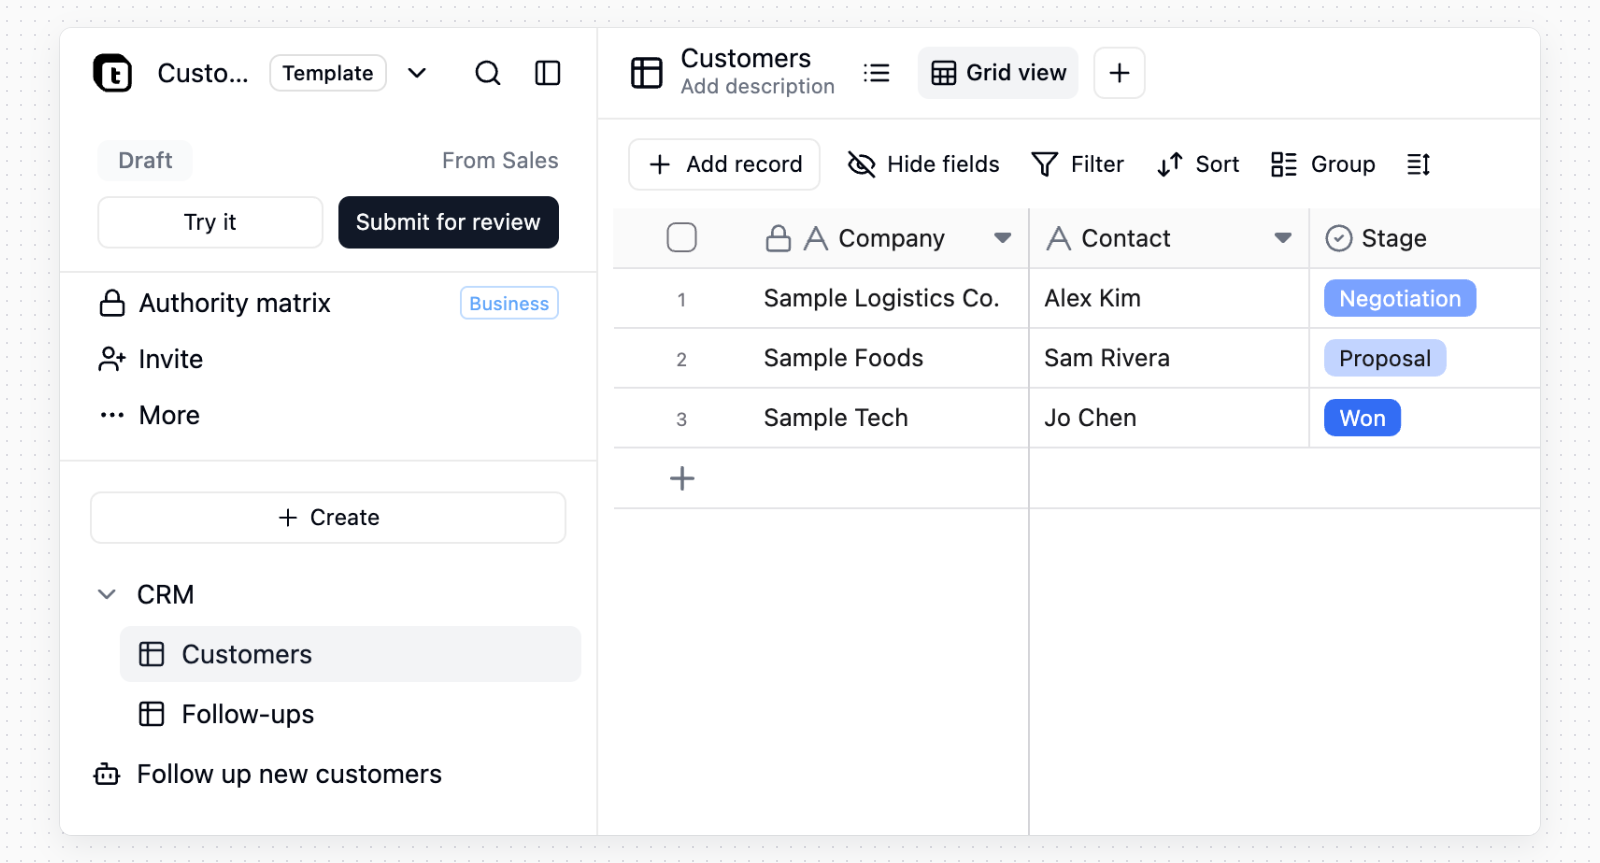 Custo...
Template
Draft
From Sales
Try it
Submit for review
Authority matrix
Business
Invite
More
Create
CRM
Customers
Follow-ups
Follow up new customers
Customers
Add description
Grid view
Add record
Hide fields
Filter
Sort
Group
Company
Contact
Stage
1 Sample Logistics Co. Alex Kim Negotiation
2 Sample Foods Sam Rivera Proposal
3 Sample Tech Jo Chen Won